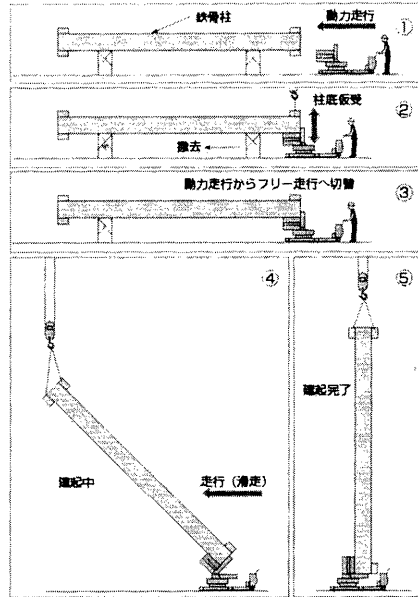 鉄骨柱
動力走行
①
柱底仮受
②
撤去
動力走行からフリー走行へ切替
③
④
⑤
建起完了
建起中
走行（滑走）